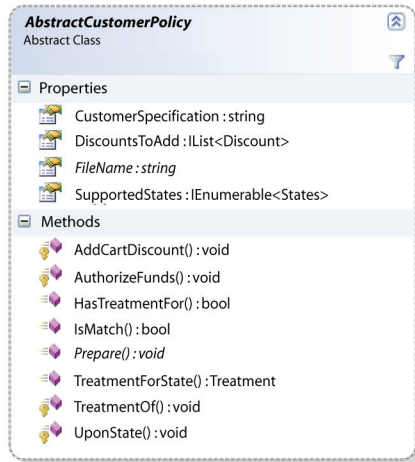 AbstractCustomerPolicy
Abstract Class
Properties
CustomerSpecification : string
DiscountsToAdd : IList<Discount>
FileName : string
SupportedStates : IEnumerable<States>
Methods
AddCartDiscount() : void
AuthorizeFunds() : void
HasTreatmentFor() : bool
IsMatch() : bool
Prepare() : void
TreatmentForState() : Treatment
TreatmentOf() : void
UponState() : void